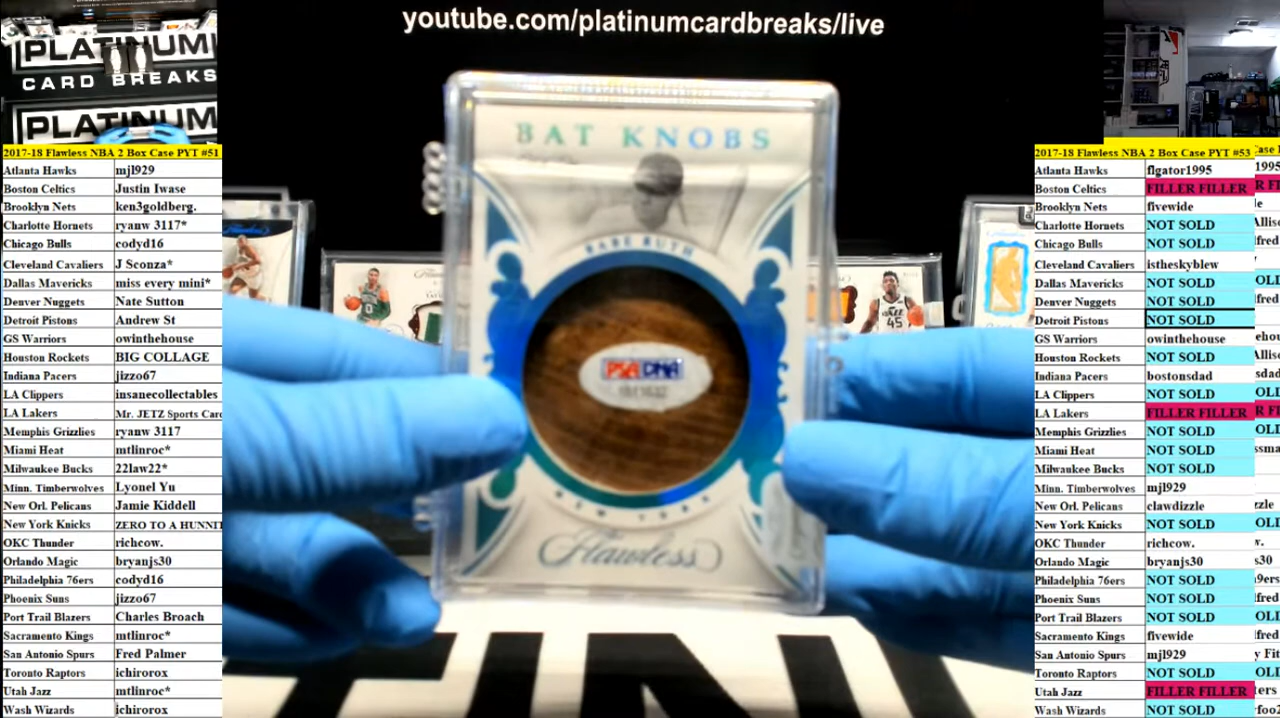 youtube.com/platinumcardbreaks/live
PLATINUM
CARD BREAKS
PLATINUM
2017-18 Flawless NBA 2 Box Case PYT #51
Atlanta Hawks mjl929
Boston Celtics Justin Iwase
Brooklyn Nets ken3goldberg.
Charlotte Hornets ryanw 3117*
Chicago Bulls codyd16
Cleveland Cavaliers J Sconza*
Dallas Mavericks miss every mini*
Denver Nuggets Nate Sutton
Detroit Pistons Andrew St
GS Warriors owinthehouse
Houston Rockets BIG COLLAGE
Indiana Pacers jizzo67
LA Clippers insanecollectables
LA Lakers Mr. JETZ Sports Card
Memphis Grizzlies ryanw 3117
Miami Heat mtlinroc*
Milwaukee Bucks 22law22*
Minn. Timberwolves Lyonel Yu
New Orl. Pelicans Jamie Kiddell
New York Knicks ZERO TO A HUNNIT
OKC Thunder richcow.
Orlando Magic bryanjs30
Philadelphia 76ers codyd16
Phoenix Suns jizzo67
Port Trail Blazers Charles Broach
Sacramento Kings mtlinroc*
San Antonio Spurs Fred Palmer
Toronto Raptors ichirorox
Utah Jazz mtlinroc*
Wash Wizards ichirorox
BAT KNOBS
BABE RUTH
PSA DNA
Flawless
45
2017-18 Flawless NBA 2 Box Case PYT #53
Atlanta Hawks flgator1995
Boston Celtics FILLER FILLER
Brooklyn Nets fivewide
Charlotte Hornets NOT SOLD
Chicago Bulls NOT SOLD
Cleveland Cavaliers istheskyblew
Dallas Mavericks NOT SOLD
Denver Nuggets NOT SOLD
Detroit Pistons NOT SOLD
GS Warriors owinthehouse
Houston Rockets NOT SOLD
Indiana Pacers bostonsdad
LA Clippers NOT SOLD
LA Lakers FILLER FILLER
Memphis Grizzlies NOT SOLD
Miami Heat NOT SOLD
Milwaukee Bucks NOT SOLD
Minn. Timberwolves mjl929
New Orl. Pelicans clawdizzle
New York Knicks NOT SOLD
OKC Thunder richcow.
Orlando Magic bryanjs30
Philadelphia 76ers NOT SOLD
Phoenix Suns NOT SOLD
Port Trail Blazers NOT SOLD
Sacramento Kings fivewide
San Antonio Spurs mjl929
Toronto Raptors NOT SOLD
Utah Jazz FILLER FILLER
Wash Wizards NOT SOLD